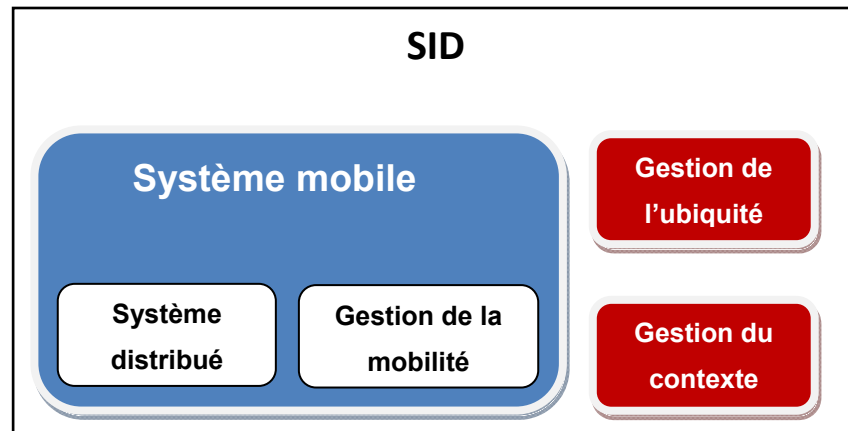 SID
Système mobile
Système
distribué
Gestion de la
mobilité
Gestion de
l’ubiquité
Gestion du
contexte